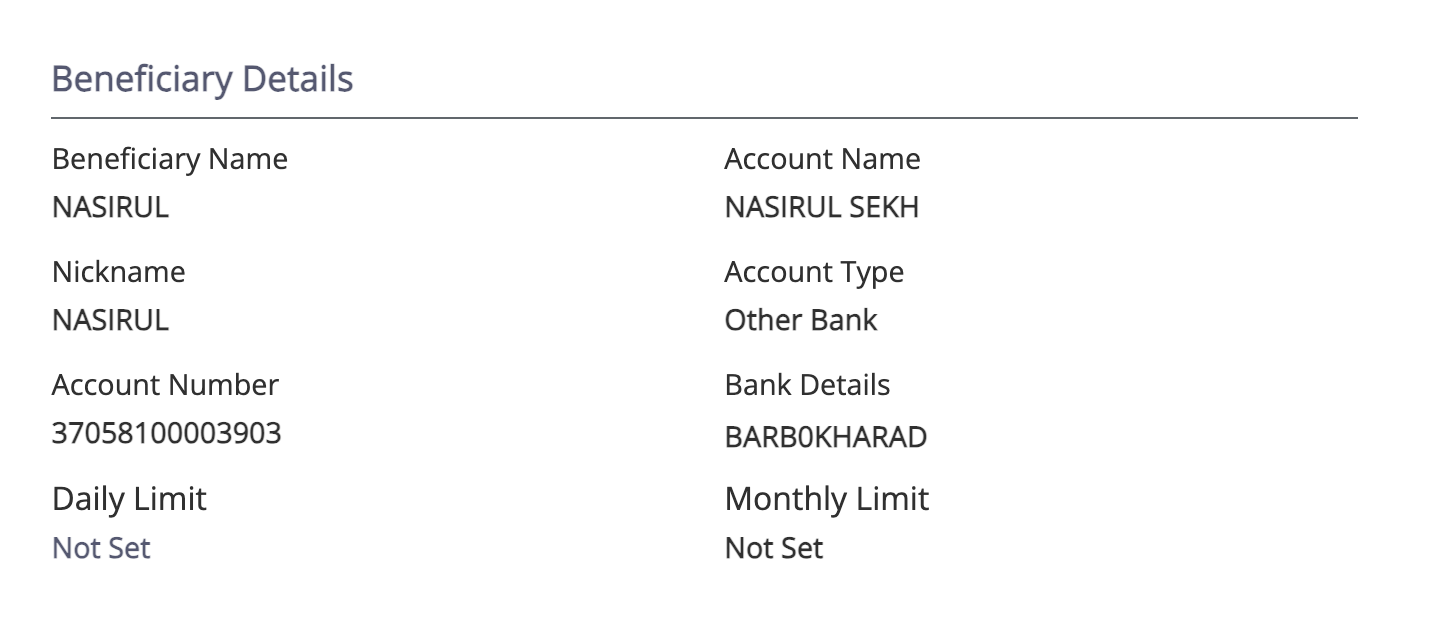 Beneficiary Details
Beneficiary Name
NASIRUL
Account Name
NASIRUL SEKH
Nickname
NASIRUL
Account Type
Other Bank
Account Number
37058100003903
Bank Details
BARB0KHARAD
Daily Limit
Not Set
Monthly Limit
Not Set